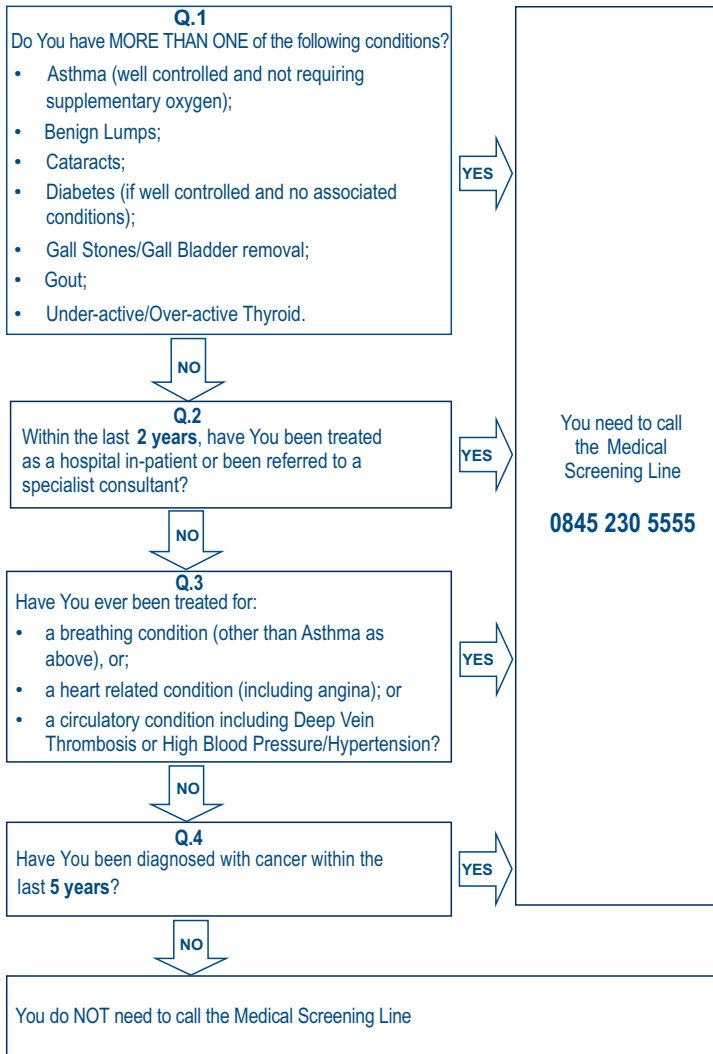 Q.1
Do You have MORE THAN ONE of the following conditions?
• Asthma (well controlled and not requiring
supplementary oxygen);
• Benign Lumps;
• Cataracts;
• Diabetes (if well controlled and no associated
conditions);
• Gall Stones/Gall Bladder removal;
• Gout;
• Under-active/Over-active Thyroid.
YES
NO
Q.2
Within the last 2 years, have You been treated
as a hospital in-patient or been referred to a
specialist consultant?
YES
NO
Q.3
Have You ever been treated for:
• a breathing condition (other than Asthma as
above), or;
• a heart related condition (including angina); or
• a circulatory condition including Deep Vein
Thrombosis or High Blood Pressure/Hypertension?
YES
NO
Q.4
Have You been diagnosed with cancer within the
last 5 years?
YES
NO
You need to call
the Medical
Screening Line
0845 230 5555
You do NOT need to call the Medical Screening Line